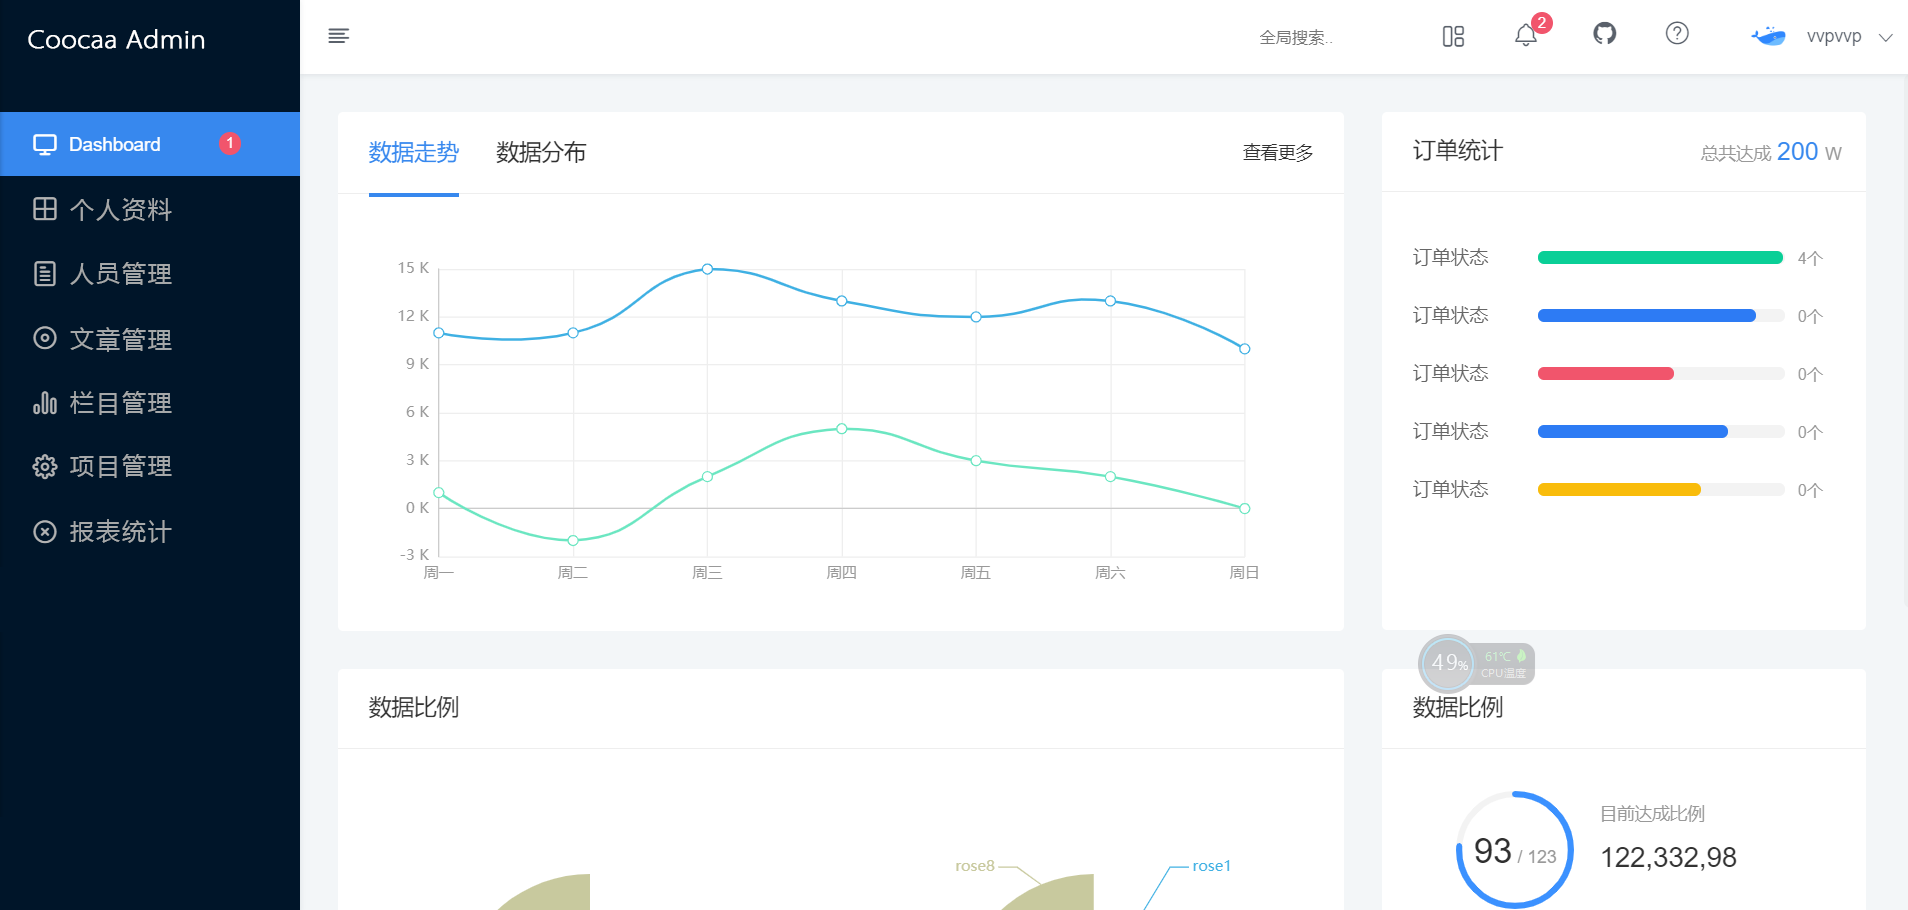 Coocaa Admin
全局搜索..
2
vvpvvp
Dashboard
1
个人资料
人员管理
文章管理
栏目管理
项目管理
报表统计
数据走势
数据分布
查看更多
15 K
12 K
9 K
6 K
3 K
0 K
-3 K
周一
周二
周三
周四
周五
周六
周日
订单统计
总共达成 200 W
订单状态
4个
订单状态
0个
订单状态
0个
订单状态
0个
订单状态
0个
49%
61℃
CPU温度
数据比例
rose8
rose1
数据比例
93 / 123
目前达成比例
122,332,98